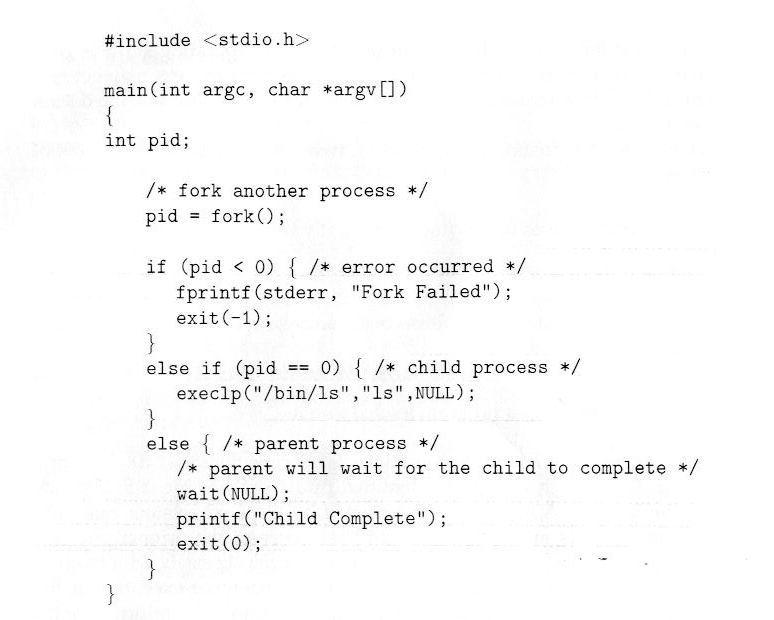 #include <stdio.h>
main(int argc, char *argv[])
{
int pid;
/* fork another process */
pid = fork();
if (pid < 0) { /* error occurred */
fprintf(stderr, "Fork Failed");
exit(-1);
}
else if (pid == 0) { /* child process */
execlp("/bin/ls","ls",NULL);
}
else { /* parent process */
/* parent will wait for the child to complete */
wait(NULL);
printf("Child Complete");
exit(0);
}
}